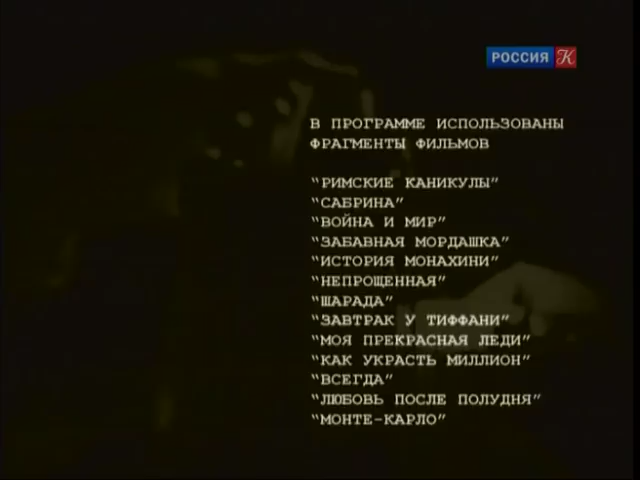 РОССИЯ К
В ПРОГРАММЕ ИСПОЛЬЗОВАНЫ
ФРАГМЕНТЫ ФИЛЬМОВ
“РИМСКИЕ КАНИКУЛЫ”
“САБРИНА”
“ВОЙНА И МИР”
“ЗАБАВНАЯ МОРДАШКА”
“ИСТОРИЯ МОНАХИНИ”
“НЕПРОЩЕННАЯ”
“ШАРАДА”
“ЗАВТРАК У ТИФФАНИ”
“МОЯ ПРЕКРАСНАЯ ЛЕДИ”
“КАК УКРАСТЬ МИЛЛИОН”
“ВСЕГДА”
“ЛЮБОВЬ ПОСЛЕ ПОЛУДНЯ”
“МОНТЕ-КАРЛО”